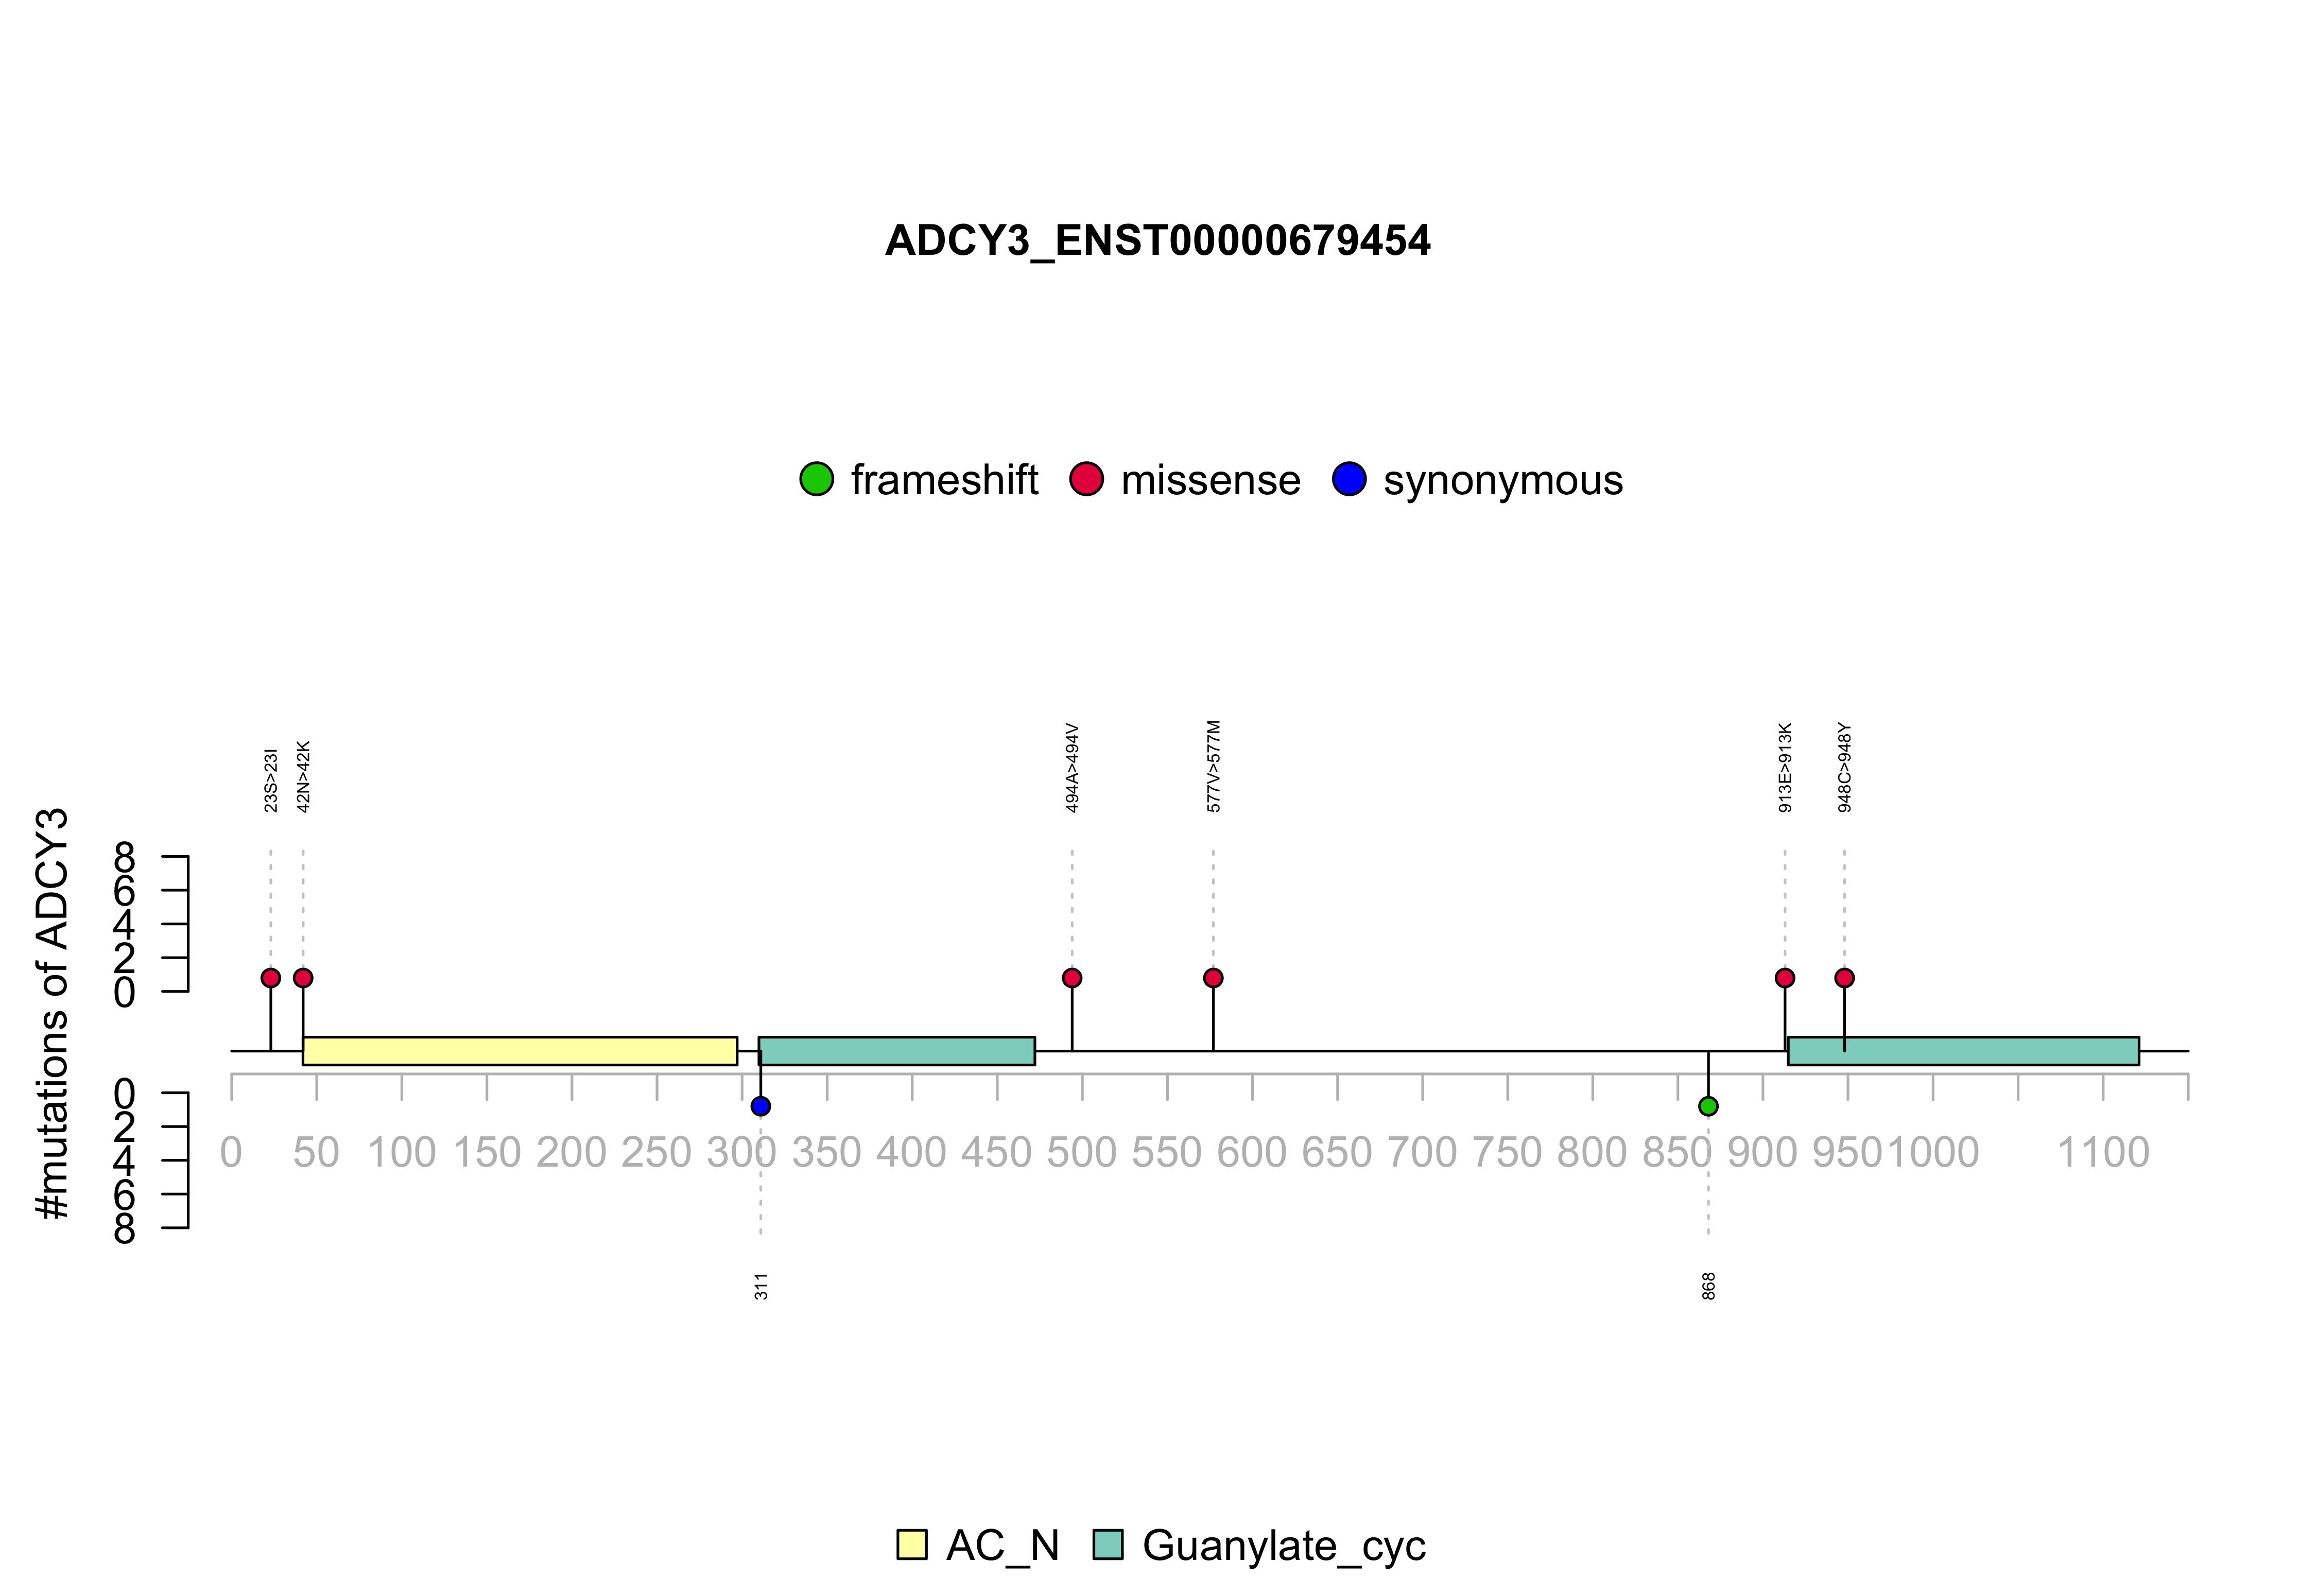 ADCY3_ENST00000679454
frameshift missense synonymous
23S>23I
42N>42K
494A>494V
577V>577M
913E>913K
948C>948Y
#mutations of ADCY3
8
6
4
2
0
0
2
4
6
8
0 50 100 150 200 250 300 350 400 450 500 550 600 650 700 750 800 850 900 950 1000 1100
311
868
AC_N Guanylate_cyc